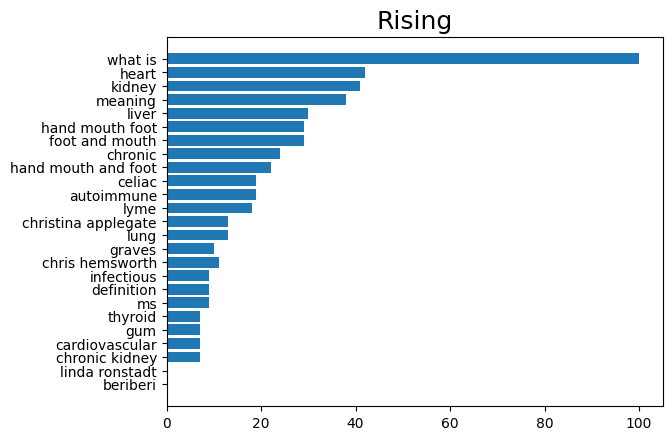 Rising
what is
heart
kidney
meaning
liver
hand mouth foot
foot and mouth
chronic
hand mouth and foot
celiac
autoimmune
lyme
christina applegate
lung
graves
chris hemsworth
infectious
definition
ms
thyroid
gum
cardiovascular
chronic kidney
linda ronstadt
beriberi
0 20 40 60 80 100